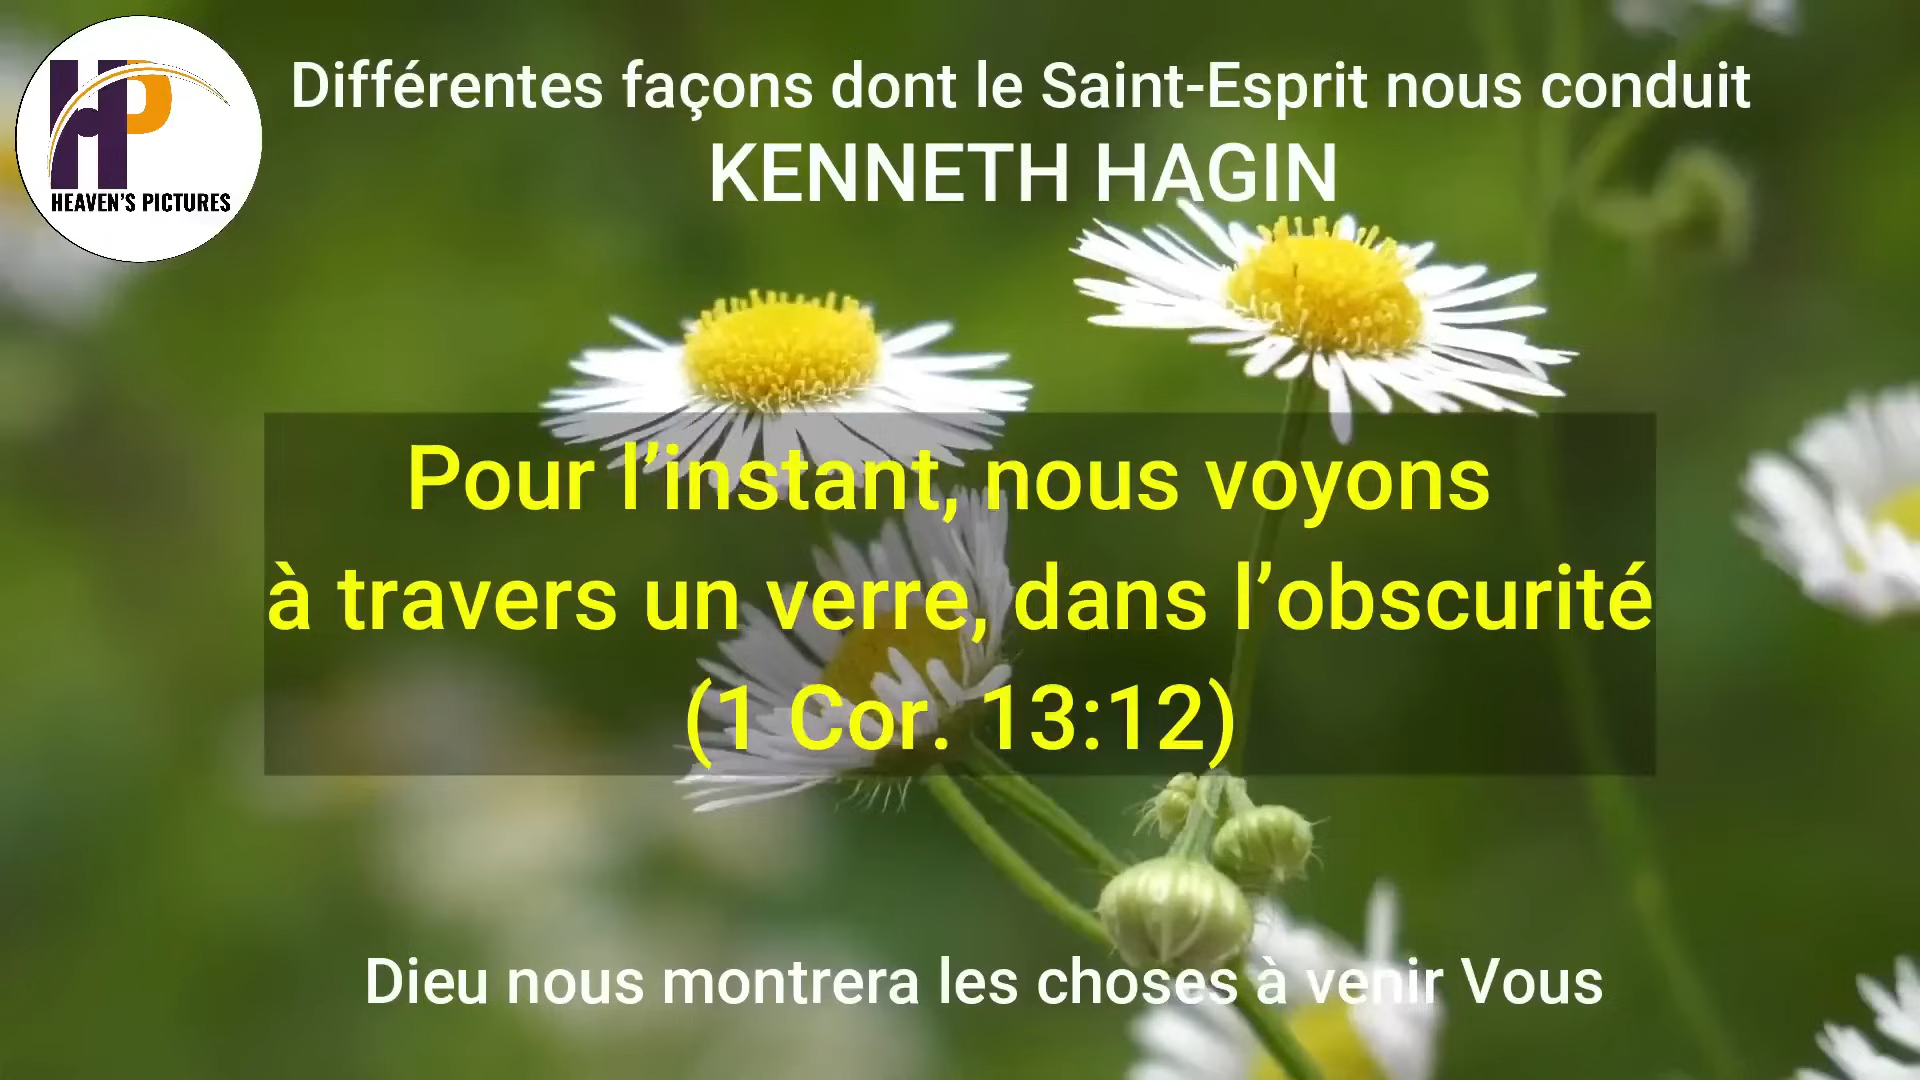 HP
HEAVEN'S PICTURES
Différentes façons dont le Saint-Esprit nous conduit
KENNETH HAGIN
Pour l’instant, nous voyons
à travers un verre, dans l’obscurité
(1 Cor. 13:12)
Dieu nous montrera les choses à venir Vous